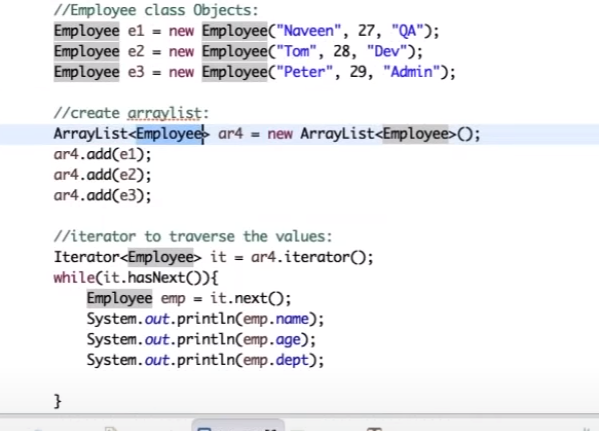 //Employee class Objects:
Employee e1 = new Employee("Naveen", 27, "QA");
Employee e2 = new Employee("Tom", 28, "Dev");
Employee e3 = new Employee("Peter", 29, "Admin");
//create arraylist:
ArrayList<Employee> ar4 = new ArrayList<Employee>();
ar4.add(e1);
ar4.add(e2);
ar4.add(e3);
//iterator to traverse the values:
Iterator<Employee> it = ar4.iterator();
while(it.hasNext()){
Employee emp = it.next();
System.out.println(emp.name);
System.out.println(emp.age);
System.out.println(emp.dept);
}